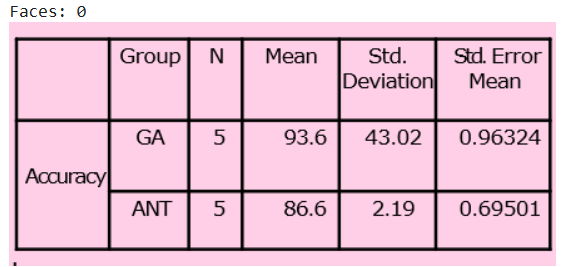 Faces: 0
Group N Mean Std. Deviation Std. Error Mean
Accuracy GA 5 93.6 43.02 0.96324
ANT 5 86.6 2.19 0.69501